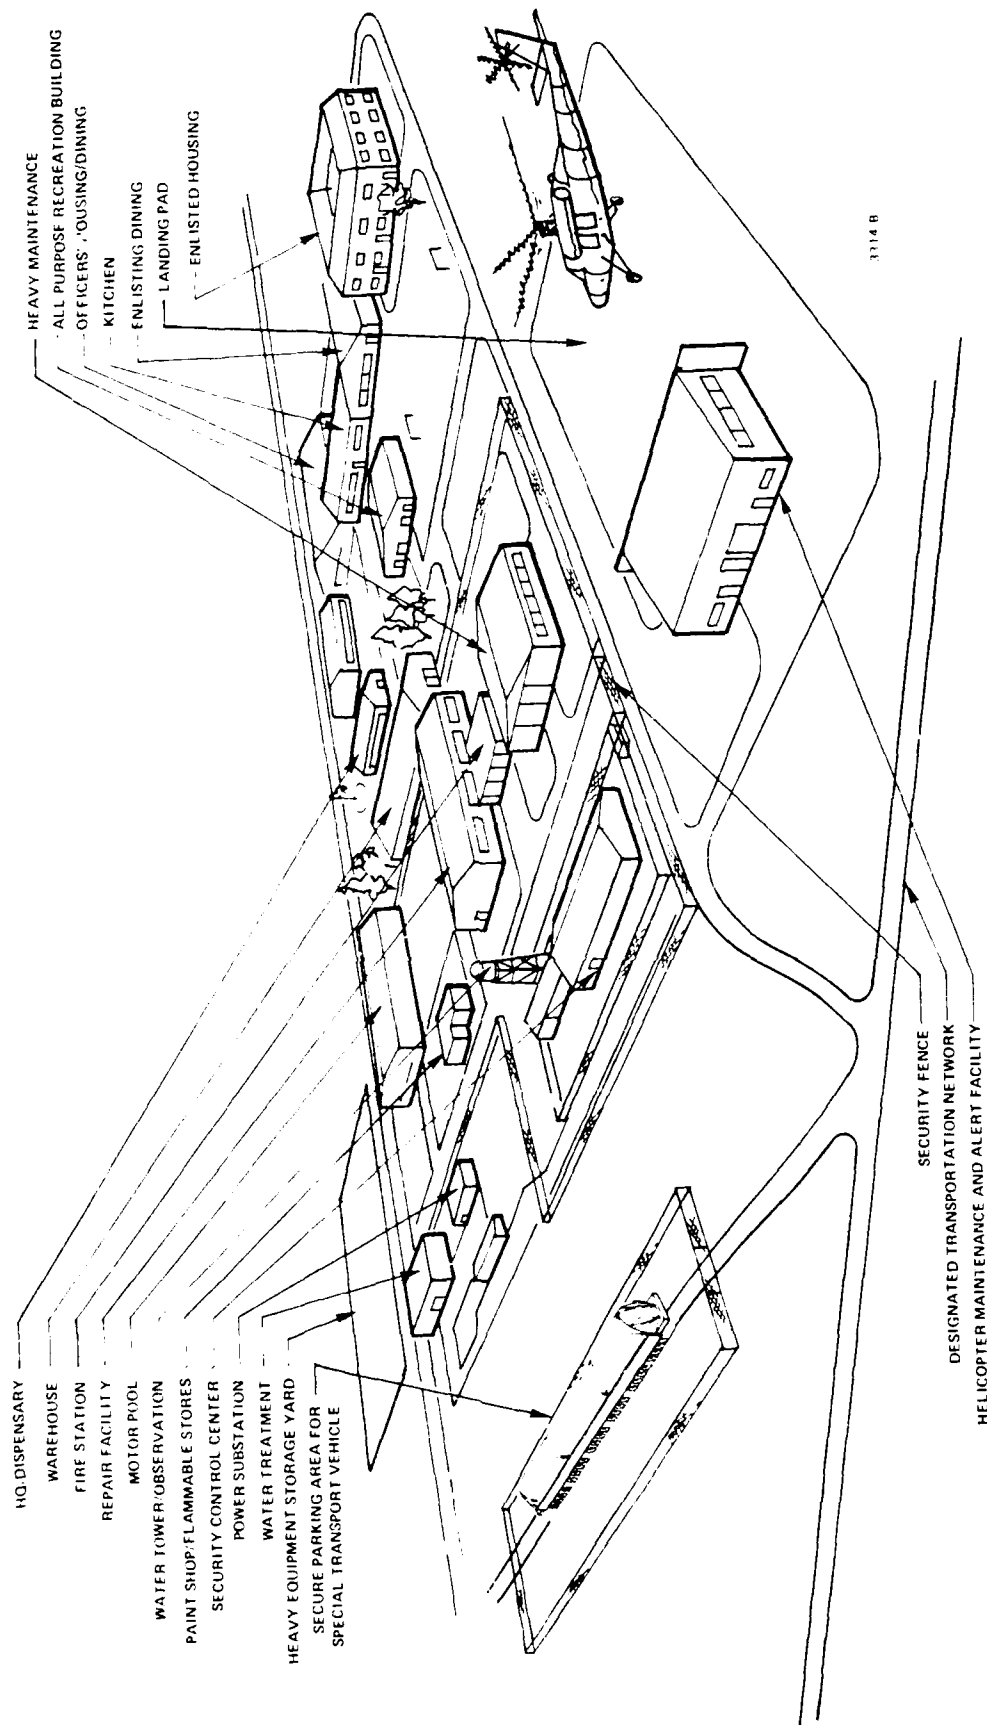 HQ-DISPENSARY
WAREHOUSE
FIRE STATION
REPAIR FACILITY
MOTOR POOL
WATER TOWER/OBSERVATION
PAINT SHOP/FLAMMABLE STORES
SECURITY CONTROL CENTER
POWER SUBSTATION
WATER TREATMENT
HEAVY EQUIPMENT STORAGE YARD
SECURE PARKING AREA FOR
SPECIAL TRANSPORT VEHICLE
HEAVY MAINTENANCE
ALL PURPOSE RECREATION BUILDING
OFFICERS' 'OUSING/DINING
KITCHEN
ENLISTING DINING
LANDING PAD
ENLISTED HOUSING
SECURITY FENCE
DESIGNATED TRANSPORTATION NETWORK
HELICOPTER MAINTENANCE AND ALERT FACILITY